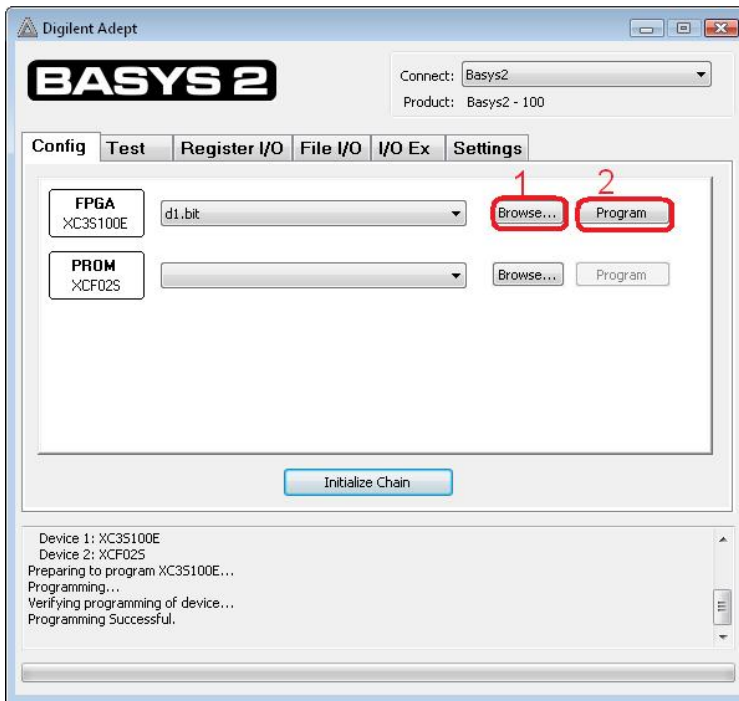 Digilent Adept
BASYS 2
Connect: Basys2
Product: Basys2 - 100
Config Test Register I/O File I/O I/O Ex Settings
1 2
FPGA
XC3S100E
d1.bit Browse... Program
PROM
XCF02S
Browse... Program
Initialize Chain
Device 1: XC3S100E
Device 2: XCF02S
Preparing to program XC3S100E...
Programming...
Verifying programming of device...
Programming Successful.